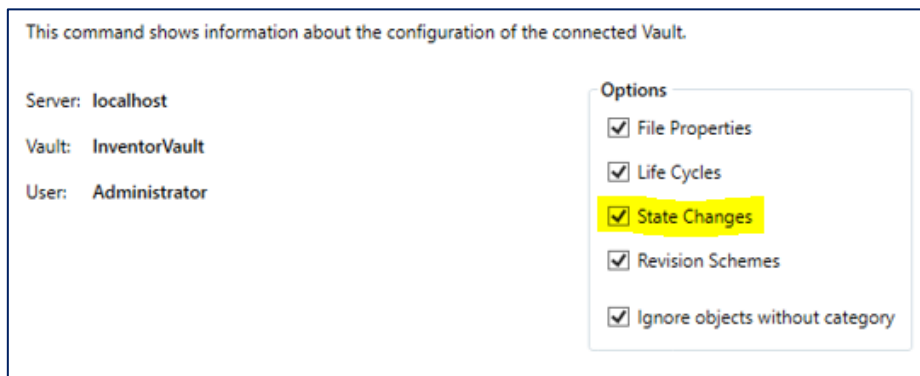 This command shows information about the configuration of the connected Vault.
Server: localhost
Vault: InventorVault
User: Administrator
Options
File Properties
Life Cycles
State Changes
Revision Schemes
Ignore objects without category